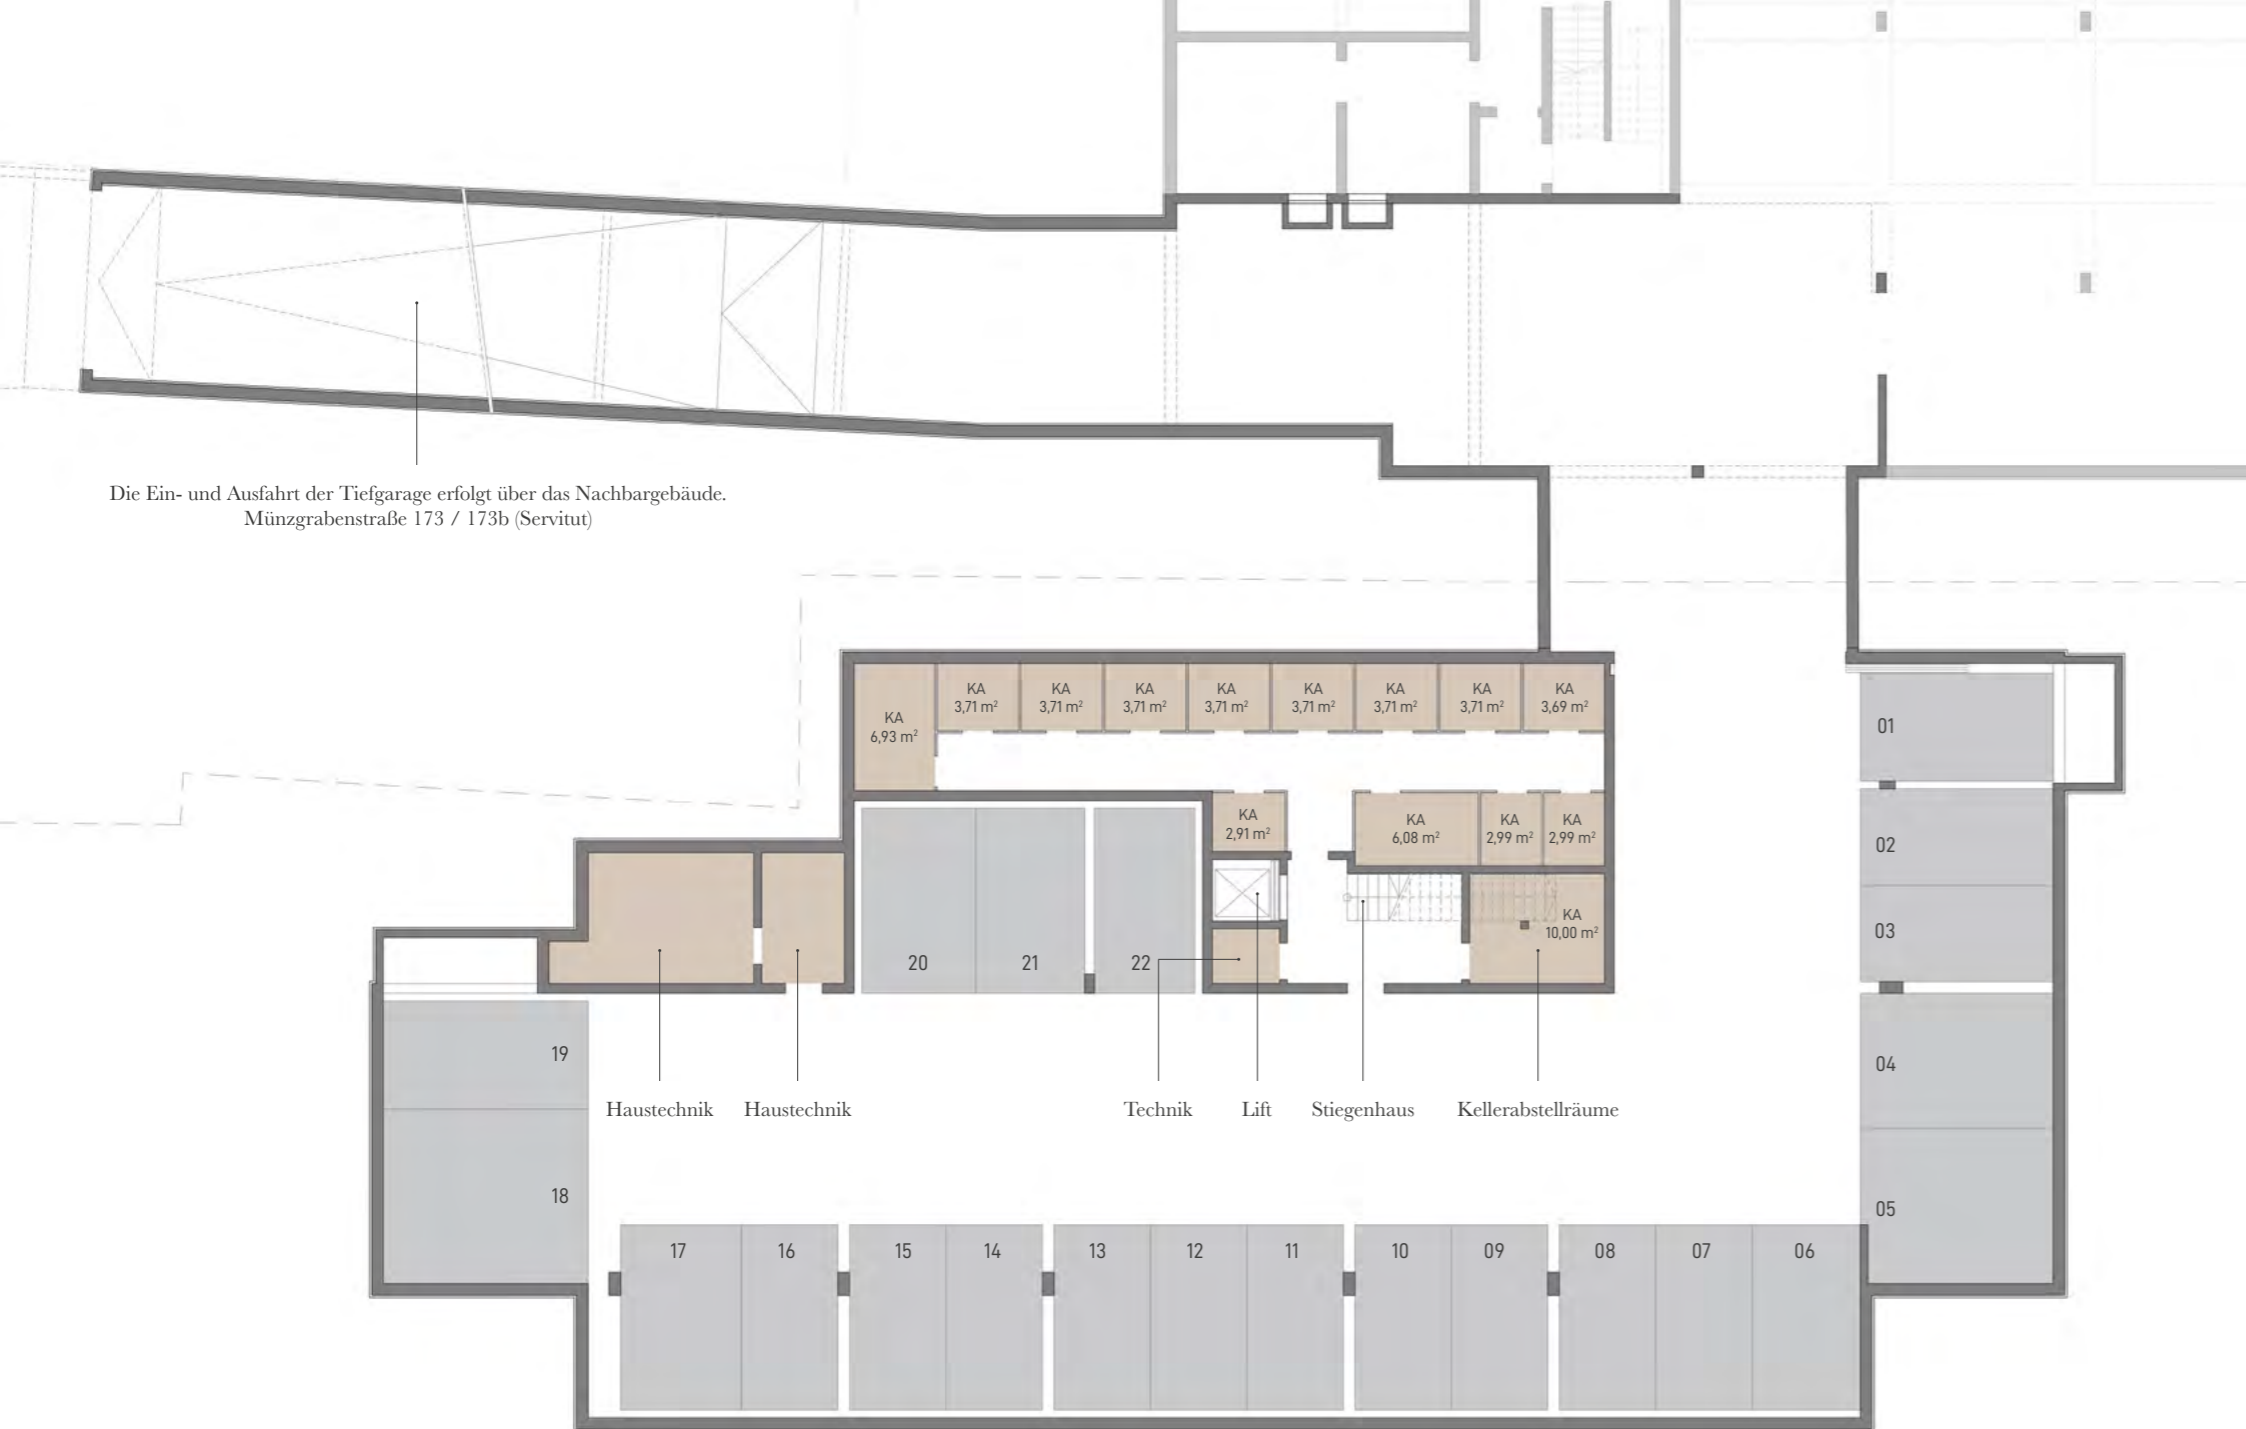 Die Ein- und Ausfahrt der Tiefgarage erfolgt über das Nachbargebäude.
Münzgrabenstraße 173 / 173b (Servitut)
KA
6,93 m²
KA
3,71 m²
KA
3,71 m²
KA
3,71 m²
KA
3,71 m²
KA
3,71 m²
KA
3,71 m²
KA
3,71 m²
KA
3,69 m²
KA
2,91 m²
KA
6,08 m²
KA
2,99 m²
KA
2,99 m²
KA
10,00 m²
01
02
03
04
05
20
21
22
19
18
Haustechnik
Haustechnik
Technik
Lift
Stiegenhaus
Kellerabstellräume
17
16
15
14
13
12
11
10
09
08
07
06